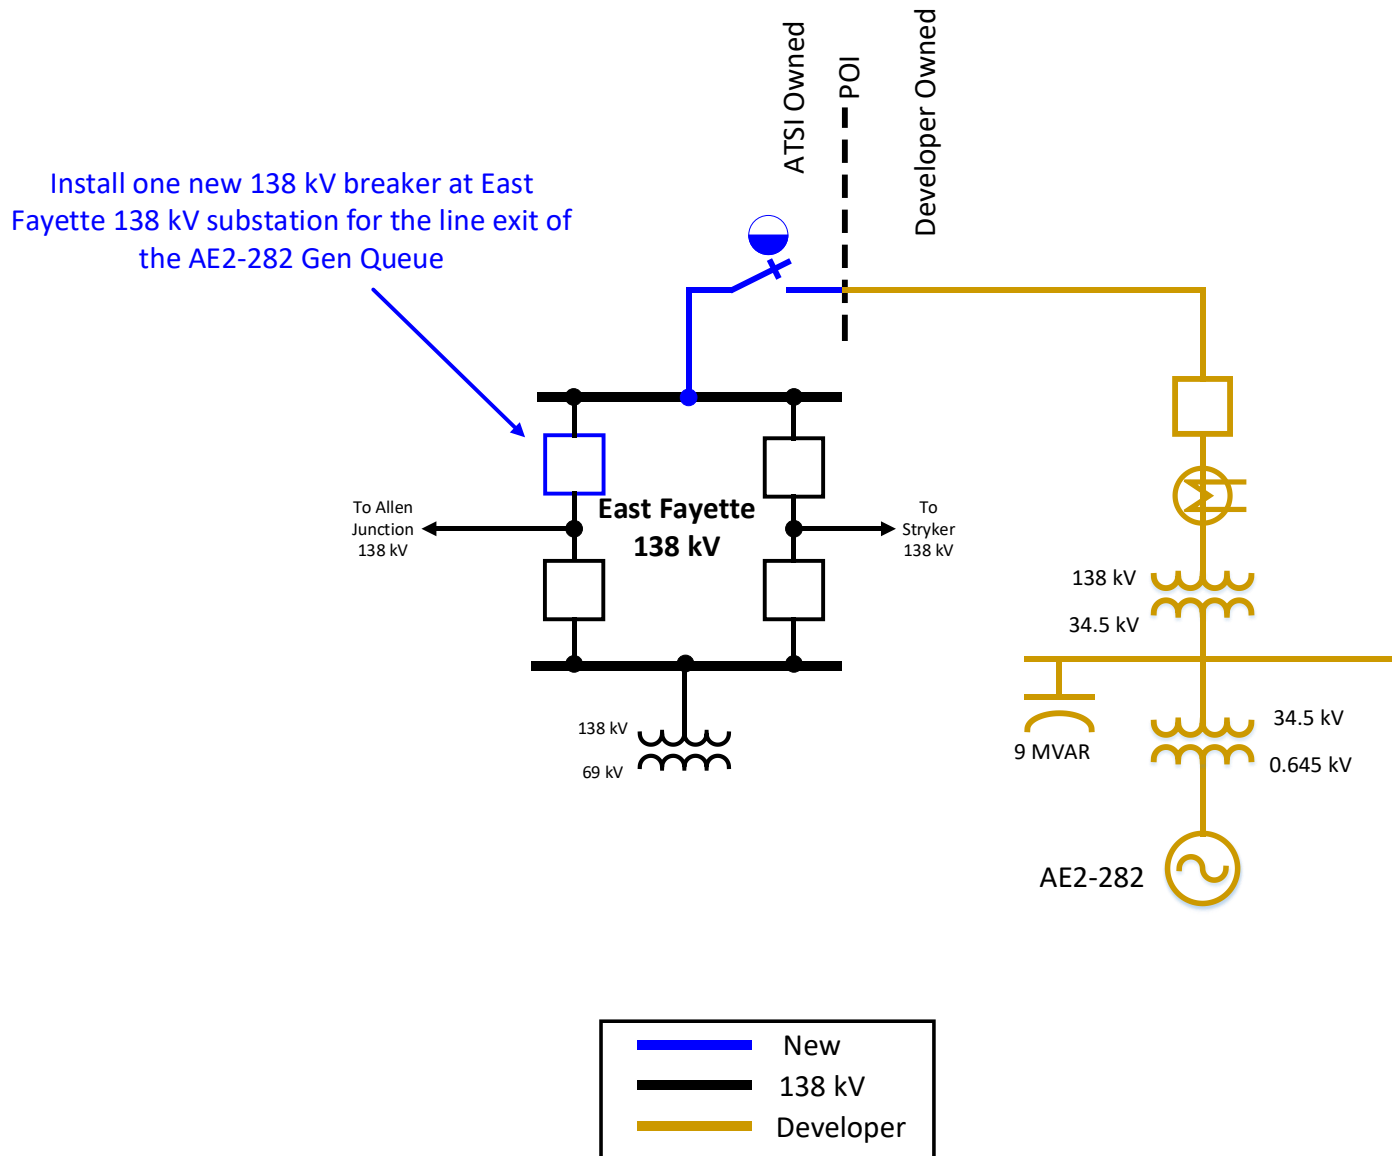 ATSI Owned
POI
Developer Owned
Install one new 138 kV breaker at East
Fayette 138 kV substation for the line exit of
the AE2-282 Gen Queue
To Allen
Junction
138 kV
East Fayette
138 kV
To
Stryker
138 kV
138 kV
34.5 kV
138 kV
69 kV
9 MVAR
34.5 kV
0.645 kV
AE2-282
New
138 kV
Developer